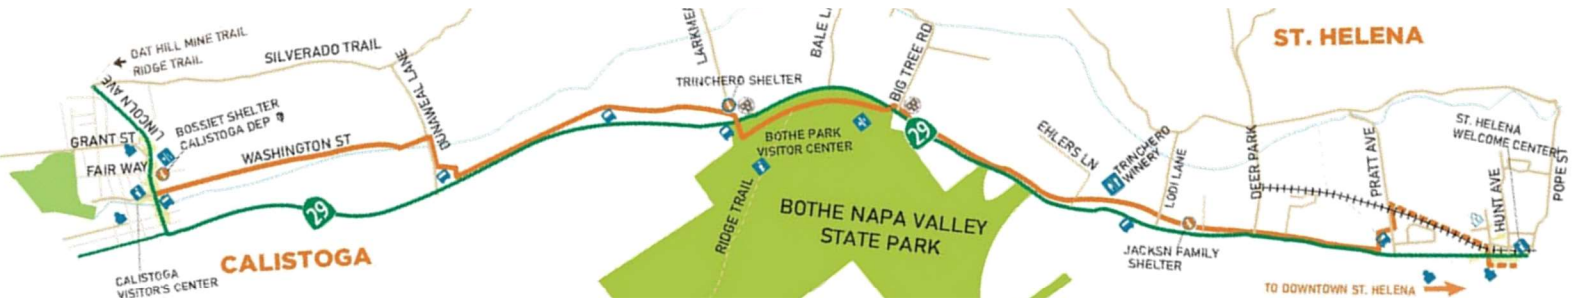 OAT HILL MINE TRAIL
RIDGE TRAIL
SILVERADO TRAIL
LINCOLN AVE
GRANT ST
FAIR WAY
BOSSIET SHELTER
CALISTOGA DEP
WASHINGTON ST
DUNAWEAL LANE
29
CALISTOGA
CALISTOGA
VISITOR'S CENTER
LARKMEA
TRINCHERO SHELTER
BALE L
BIG TREE RD
29
BOTHE PARK
VISITOR CENTER
RIDGE TRAIL
BOTHE NAPA VALLEY
STATE PARK
EHLERS LN
TRINCHERO
WINERY
LODI LANE
JACKSN FAMILY
SHELTER
ST. HELENA
DEER PARK
PRATT AVE
ST. HELENA
WELCOME CENTER
HUNT AVE
POPE ST
TO DOWNTOWN ST. HELENA